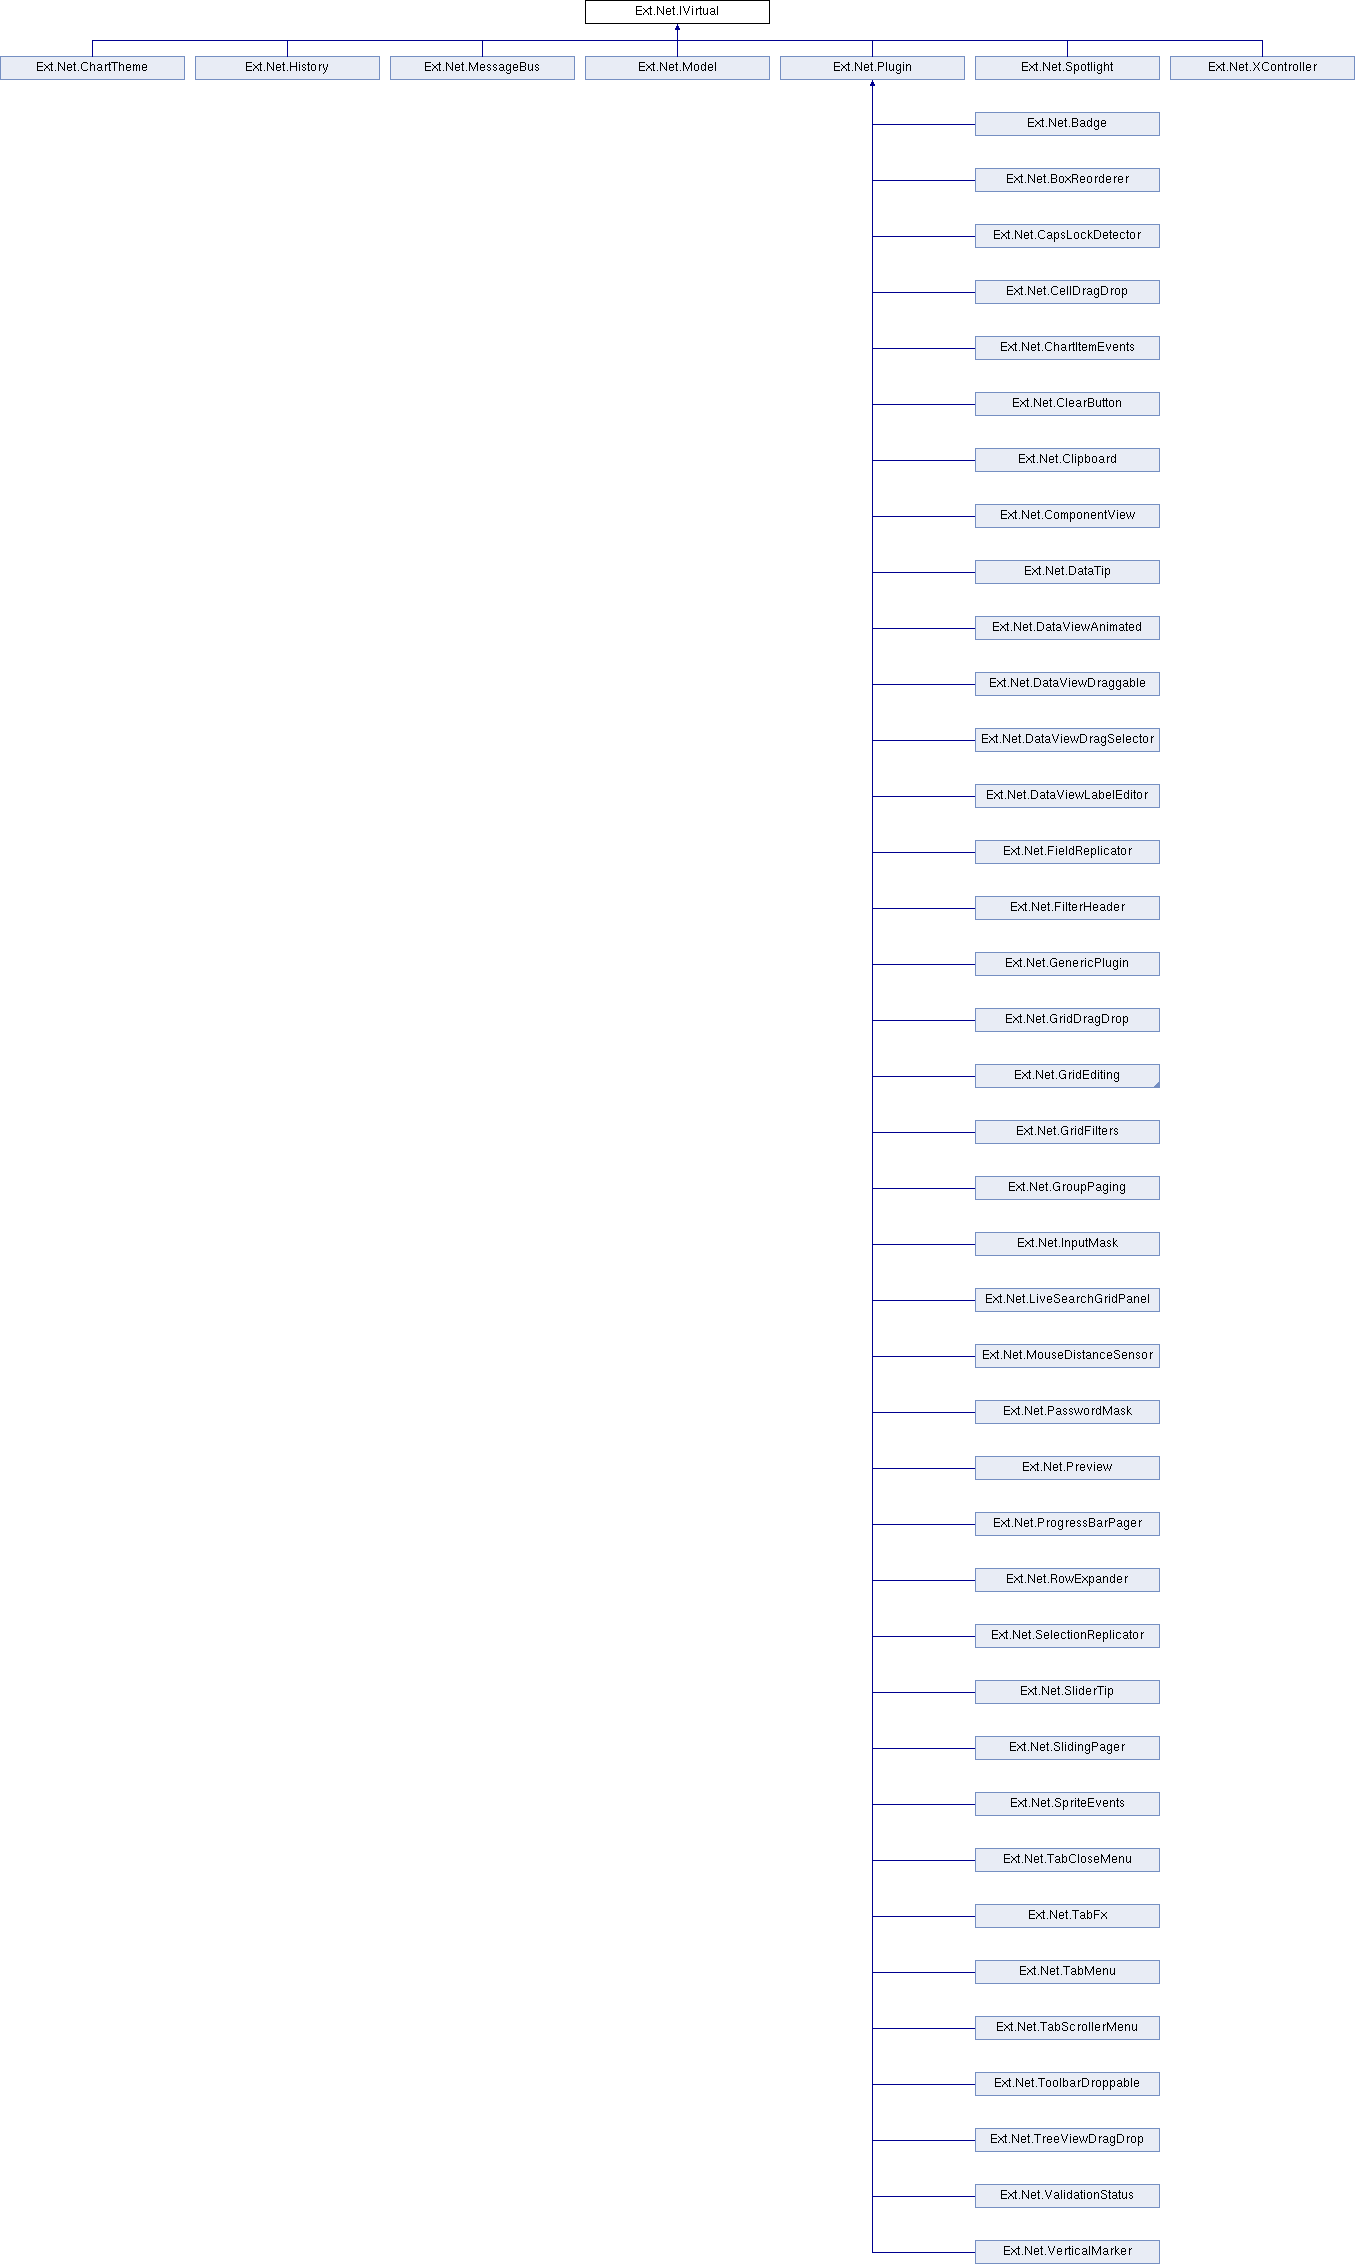 Ext.Net.IVirtual
Ext.Net.ChartTheme
Ext.Net.History
Ext.Net.MessageBus
Ext.Net.Model
Ext.Net.Plugin
Ext.Net.Spotlight
Ext.Net.XController
Ext.Net.Badge
Ext.Net.BoxReorderer
Ext.Net.CapsLockDetector
Ext.Net.CellDragDrop
Ext.Net.ChartItemEvents
Ext.Net.ClearButton
Ext.Net.Clipboard
Ext.Net.ComponentView
Ext.Net.DataTip
Ext.Net.DataViewAnimated
Ext.Net.DataViewDraggable
Ext.Net.DataViewDragSelector
Ext.Net.DataViewLabelEditor
Ext.Net.FieldReplicator
Ext.Net.FilterHeader
Ext.Net.GenericPlugin
Ext.Net.GridDragDrop
Ext.Net.GridEditing
Ext.Net.GridFilters
Ext.Net.GroupPaging
Ext.Net.InputMask
Ext.Net.LiveSearchGridPanel
Ext.Net.MouseDistanceSensor
Ext.Net.PasswordMask
Ext.Net.Preview
Ext.Net.ProgressBarPager
Ext.Net.RowExpander
Ext.Net.SelectionReplicator
Ext.Net.SliderTip
Ext.Net.SlidingPager
Ext.Net.SpriteEvents
Ext.Net.TabCloseMenu
Ext.Net.TabFx
Ext.Net.TabMenu
Ext.Net.TabScrollerMenu
Ext.Net.ToolbarDroppable
Ext.Net.TreeViewDragDrop
Ext.Net.ValidationStatus
Ext.Net.VerticalMarker